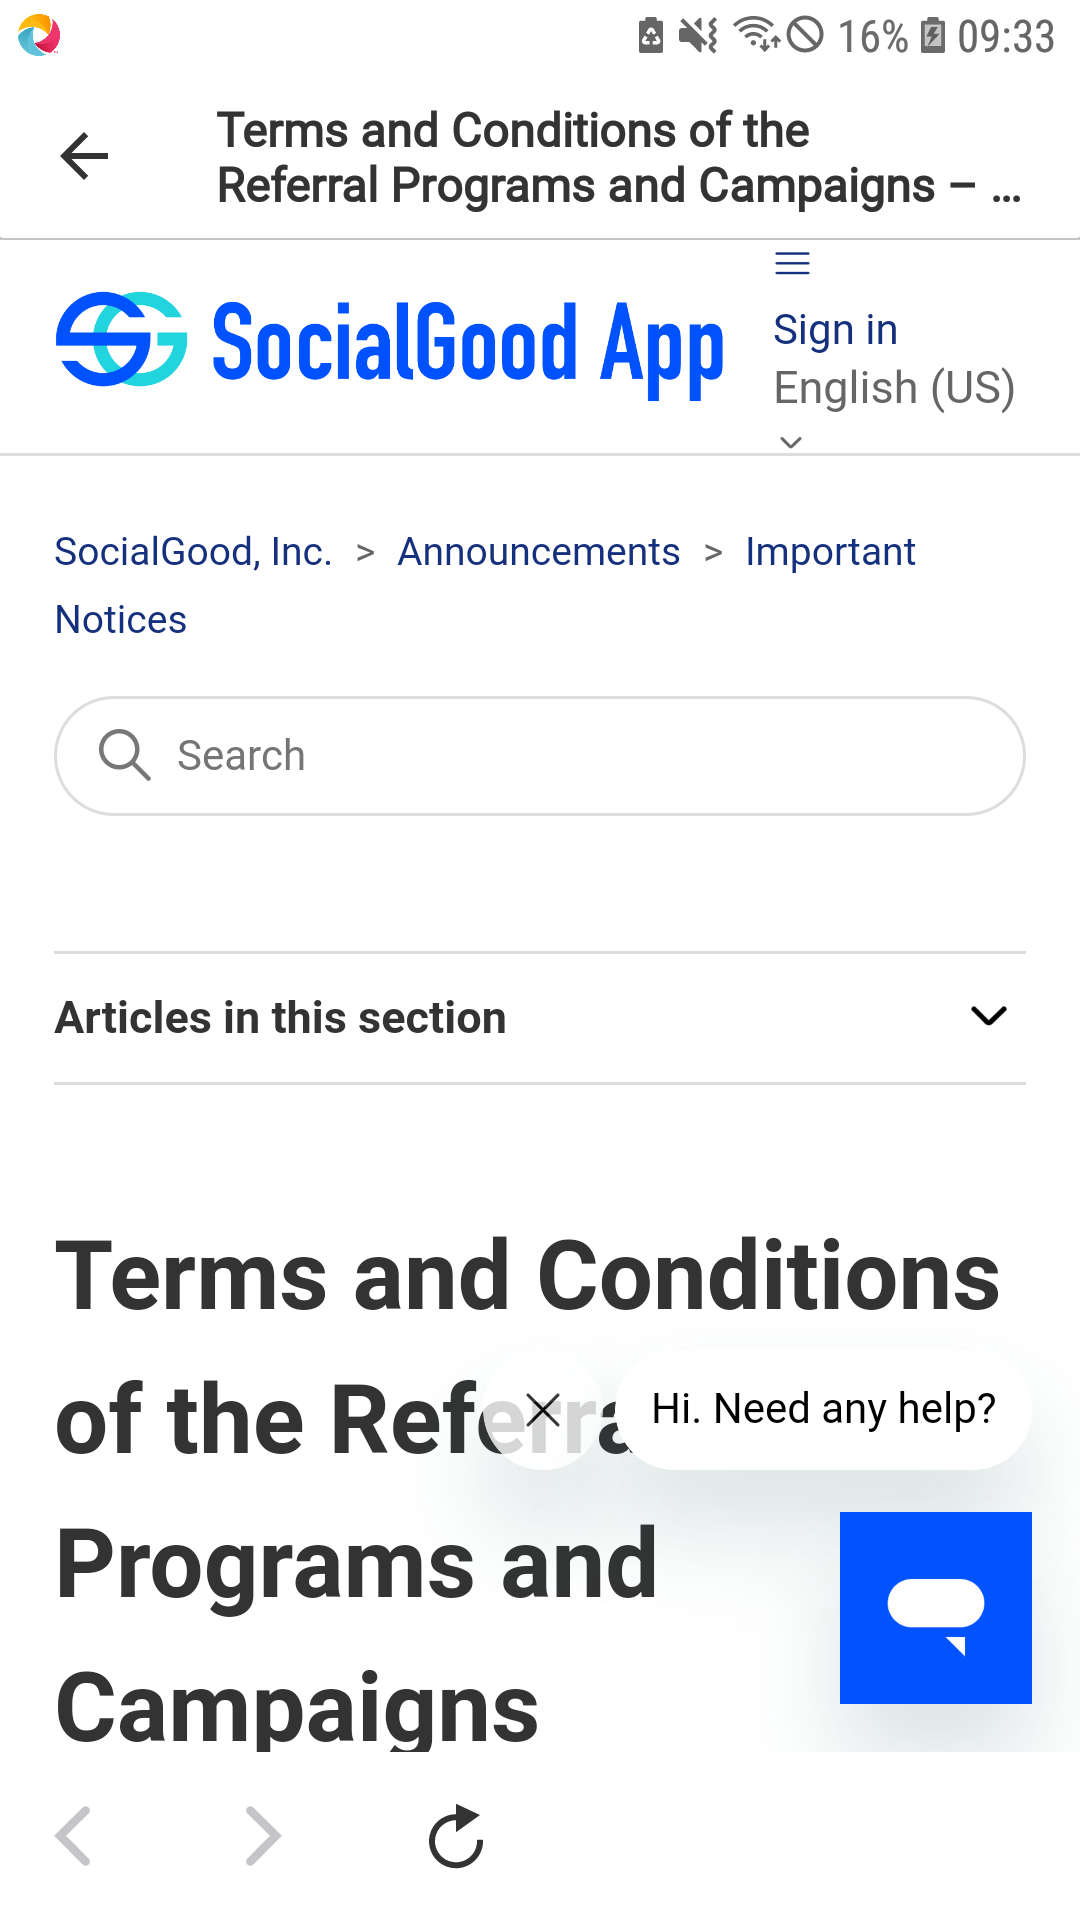 16% 09:33
Terms and Conditions of the
Referral Programs and Campaigns – ...
SocialGood App
Sign in
English (US)
SocialGood, Inc. > Announcements > Important
Notices
Search
Articles in this section
Terms and Conditions
of the Referra
Hi. Need any help?
Programs and
Campaigns